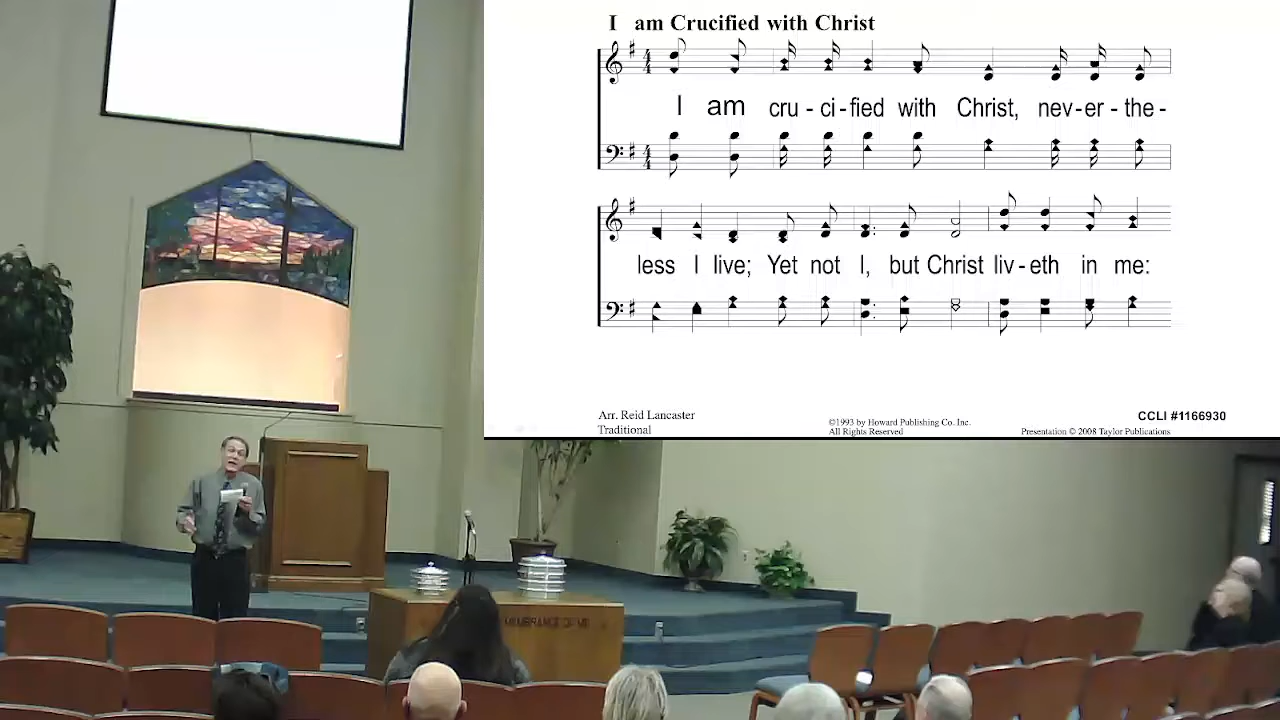 I am Crucified with Christ
I am cru - ci - fied with Christ, nev - er - the -
less I live; Yet not I, but Christ liv - eth in me:
Arr. Reid Lancaster
Traditional
©1993 by Howard Publishing Co. Inc.
All Rights Reserved
CCLI #1166930
Presentation © 2008 Taylor Publications
OF ME